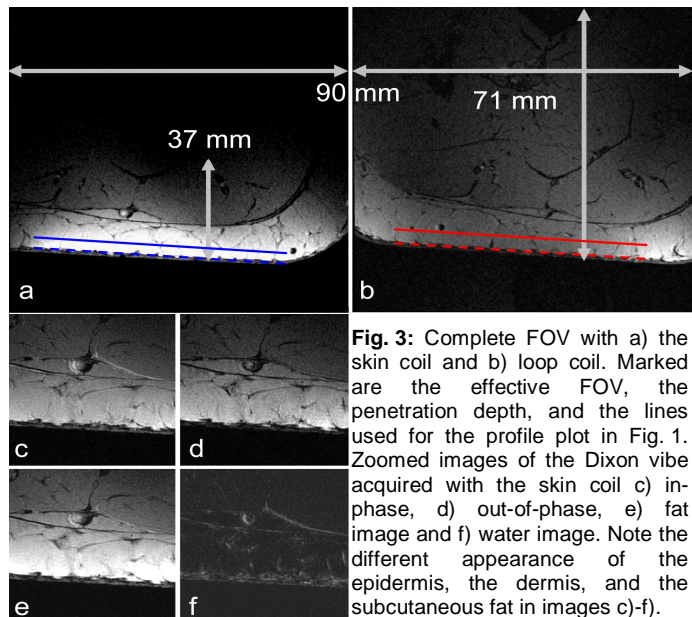 90 mm
71 mm
37 mm
a
b
c
d
e
f
Fig. 3: Complete FOV with a) the
skin coil and b) loop coil. Marked
are the effective FOV, the
penetration depth, and the lines
used for the profile plot in Fig. 1.
Zoomed images of the Dixon vibe
acquired with the skin coil c) in-
phase, d) out-of-phase, e) fat
image and f) water image. Note the
different appearance of the
epidermis, the dermis, and the
subcutaneous fat in images c)-f).